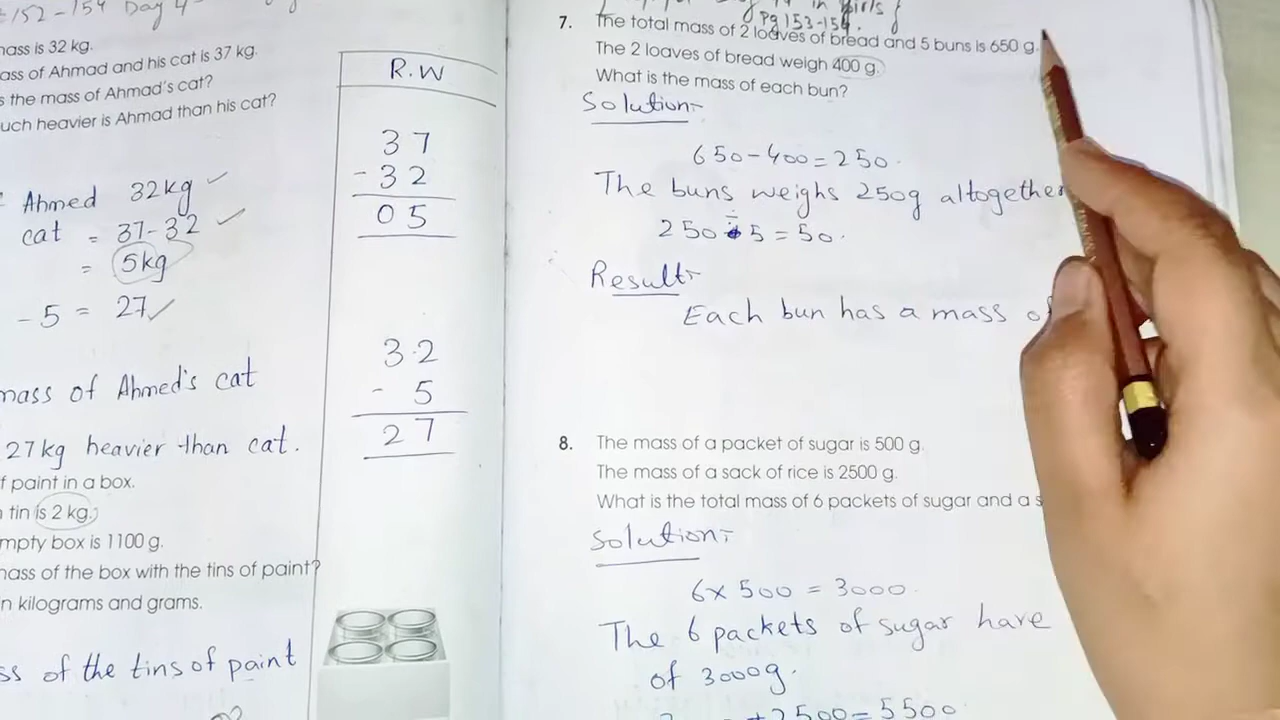 152-154 Day 4
mass is 32 kg.
ass of Ahmad and his cat is 37 kg.
s the mass of Ahmad's cat?
uch heavier is Ahmad than his cat?
Ahmed 32kg
cat = 37-32
= 5kg
- 5 = 27
mass of Ahmed's cat
27kg heavier than cat.
f paint in a box.
tin is 2 kg.
mpty box is 1100 g.
mass of the box with the tins of paint?
n kilograms and grams.
ss of the tins of paint
R.W
37
- 32
05
32
- 5
27
in girls
Pg 153-154.
7. The total mass of 2 loaves of bread and 5 buns is 650 g.
The 2 loaves of bread weigh 400 g.
What is the mass of each bun?
Solution:-
650-400=250.
The buns weighs 250g altogether
250÷5=50.
Result:-
Each bun has a mass of
8. The mass of a packet of sugar is 500 g.
The mass of a sack of rice is 2500 g.
What is the total mass of 6 packets of sugar and a s
Solution:-
6x 500 = 3000.
The 6 packets of sugar have
of 3000g.
+2500=5500